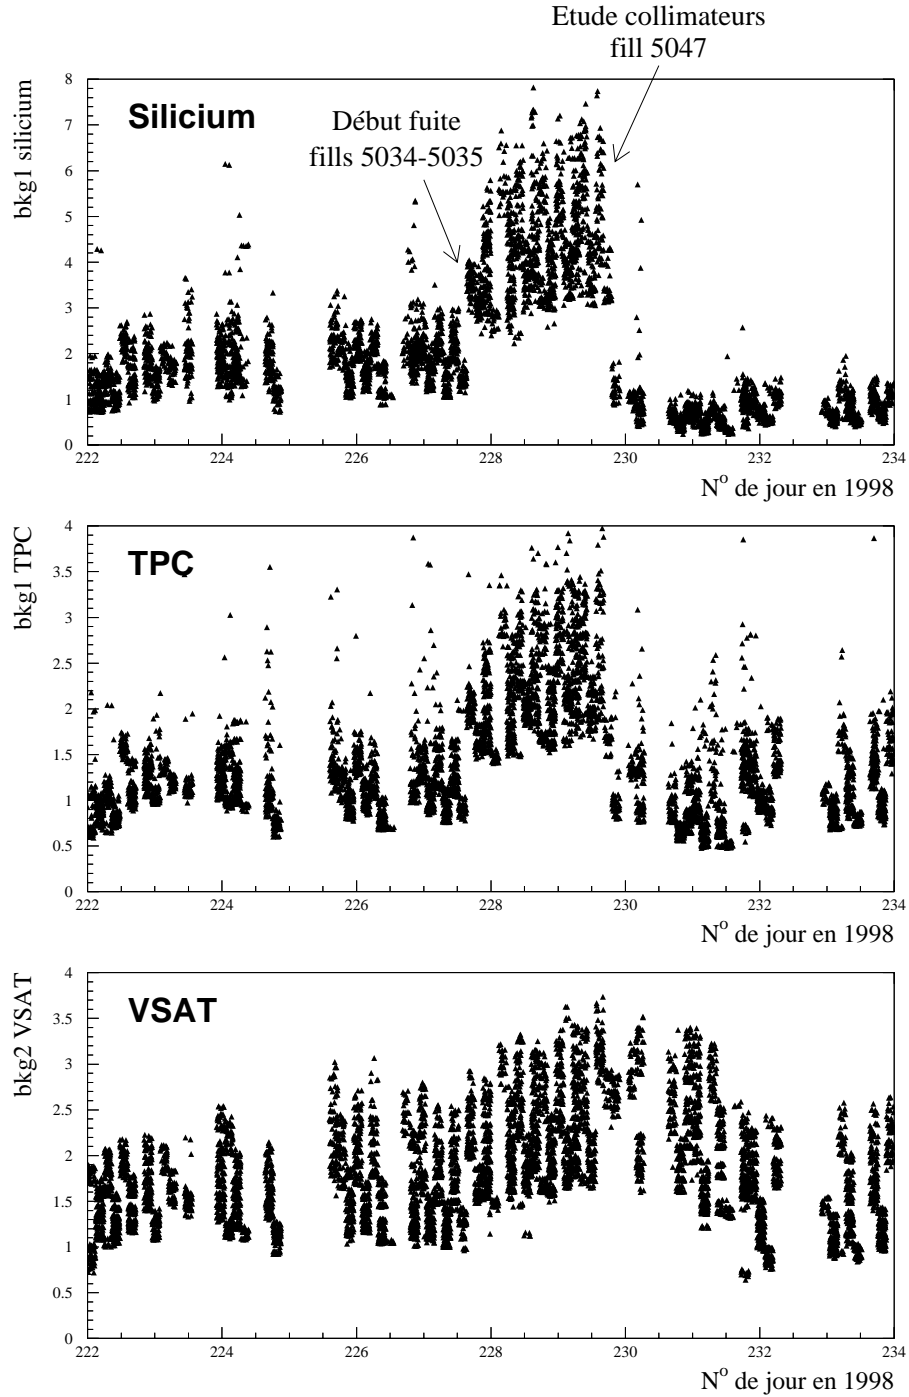 Etude collimateurs
fill 5047
Début fuite
fills 5034-5035
Silicium
bkg1 silicium
8
7
6
5
4
3
2
1
0
222 224 226 228 230 232 234
N° de jour en 1998
TPC
bkg1 TPC
4
3.5
3
2.5
2
1.5
1
0.5
0
222 224 226 228 230 232 234
N° de jour en 1998
VSAT
bkg2 VSAT
4
3.5
3
2.5
2
1.5
1
0.5
0
222 224 226 228 230 232 234
N° de jour en 1998